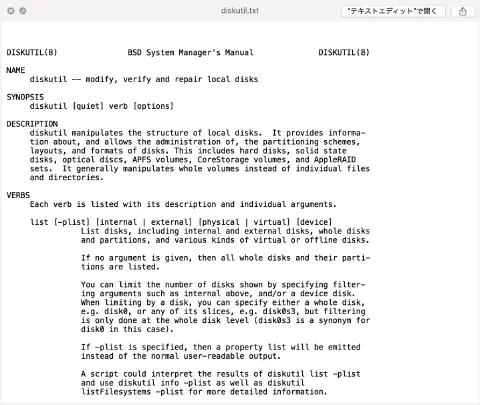 diskutil.txt
"テキストエディット"で開く
DISKUTIL(8) BSD System Manager's Manual DISKUTIL(8)
NAME
diskutil -- modify, verify and repair local disks
SYNOPSIS
diskutil [quiet] verb [options]
DESCRIPTION
diskutil manipulates the structure of local disks. It provides informa-
tion about, and allows the administration of, the partitioning schemes,
layouts, and formats of disks. This includes hard disks, solid state
disks, optical discs, APFS volumes, CoreStorage volumes, and AppleRAID
sets. It generally manipulates whole volumes instead of individual files
and directories.
VERBS
Each verb is listed with its description and individual arguments.
list [-plist] [internal | external] [physical | virtual] [device]
List disks, including internal and external disks, whole disks
and partitions, and various kinds of virtual or offline disks.
If no argument is given, then all whole disks and their parti-
tions are listed.
You can limit the number of disks shown by specifying filter-
ing arguments such as internal above, and/or a device disk.
When limiting by a disk, you can specify either a whole disk,
e.g. disk0, or any of its slices, e.g. disk0s3, but filtering
is only done at the whole disk level (disk0s3 is a synonym for
disk0 in this case).
If -plist is specified, then a property list will be emitted
instead of the normal user-readable output.
A script could interpret the results of diskutil list -plist
and use diskutil info -plist as well as diskutil
listFilesystems -plist for more detailed information.